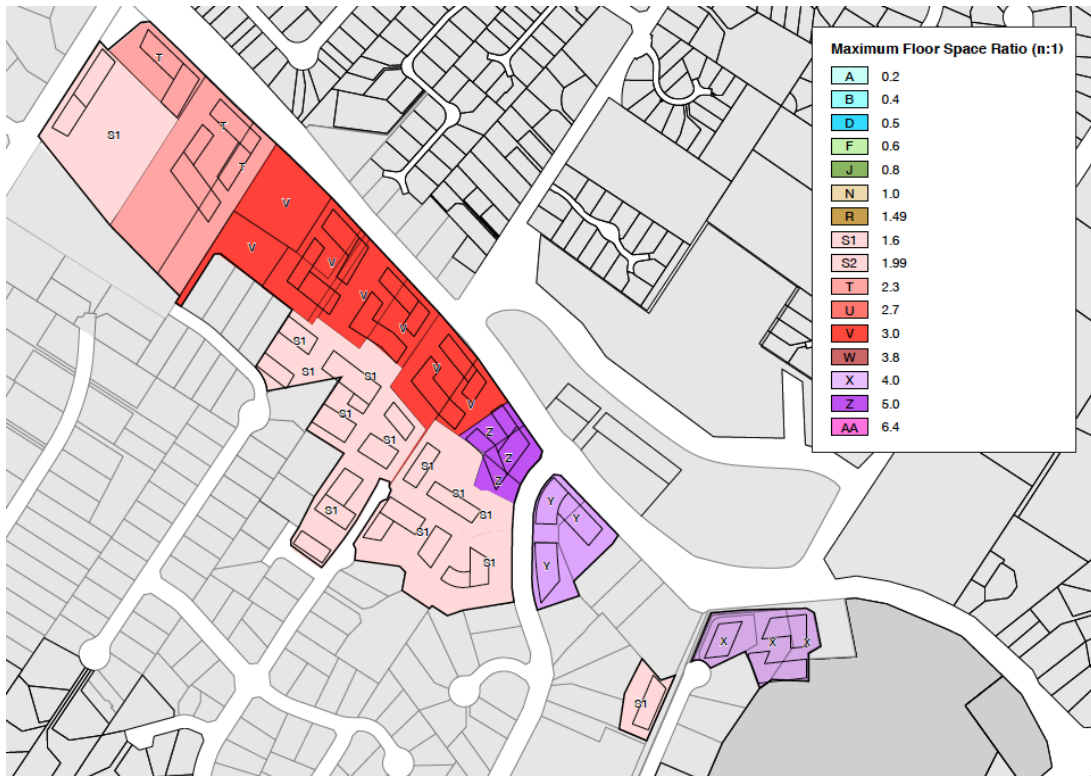 Maximum Floor Space Ratio (n:1)
A 0.2
B 0.4
D 0.5
F 0.6
J 0.8
N 1.0
R 1.49
S1 1.6
S2 1.99
T 2.3
U 2.7
V 3.0
W 3.8
X 4.0
Z 5.0
AA 6.4
T
S1
T
T
V
V
V
V
V
V
V
S1
S1
S1
S1
S1
Z
Z
Z
S1
S1
S1
S1
S1
S1
Y
Y
Y
X
X
X
S1